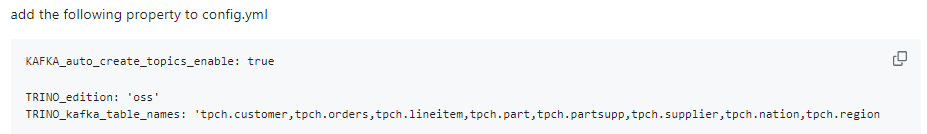 add the following property to config.yml
KAFKA_auto_create_topics_enable: true
TRINO_edition: 'oss'
TRINO_kafka_table_names: 'tpch.customer,tpch.orders,tpch.lineitem,tpch.part,tpch.partsupp,tpch.supplier,tpch.nation,tpch.region